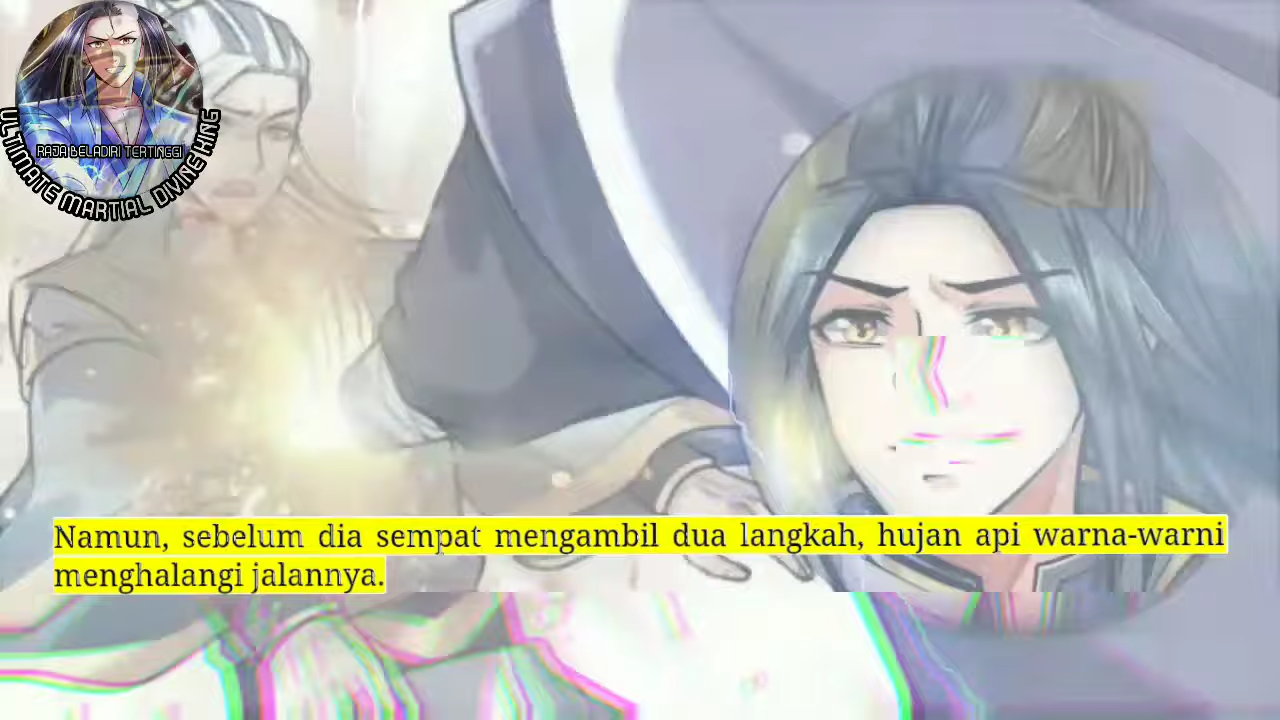 RAJA BELADIRI TERTINGGI
ULTIMATE MARTIAL DIVINE KING
Namun, sebelum dia sempat mengambil dua langkah, hujan api warna-warni
menghalangi jalannya.